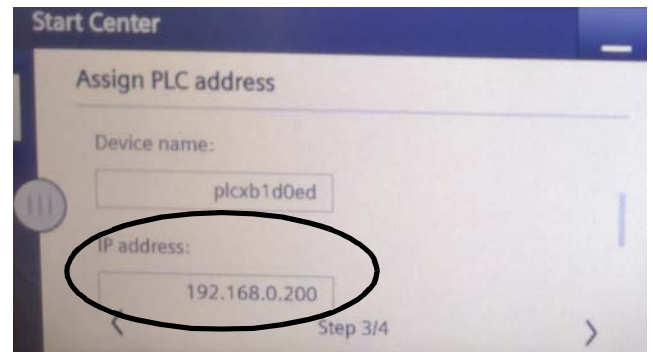 Start Center
Assign PLC address
Device name:
plcxb1d0ed
IP address:
192.168.0.200
Step 3/4